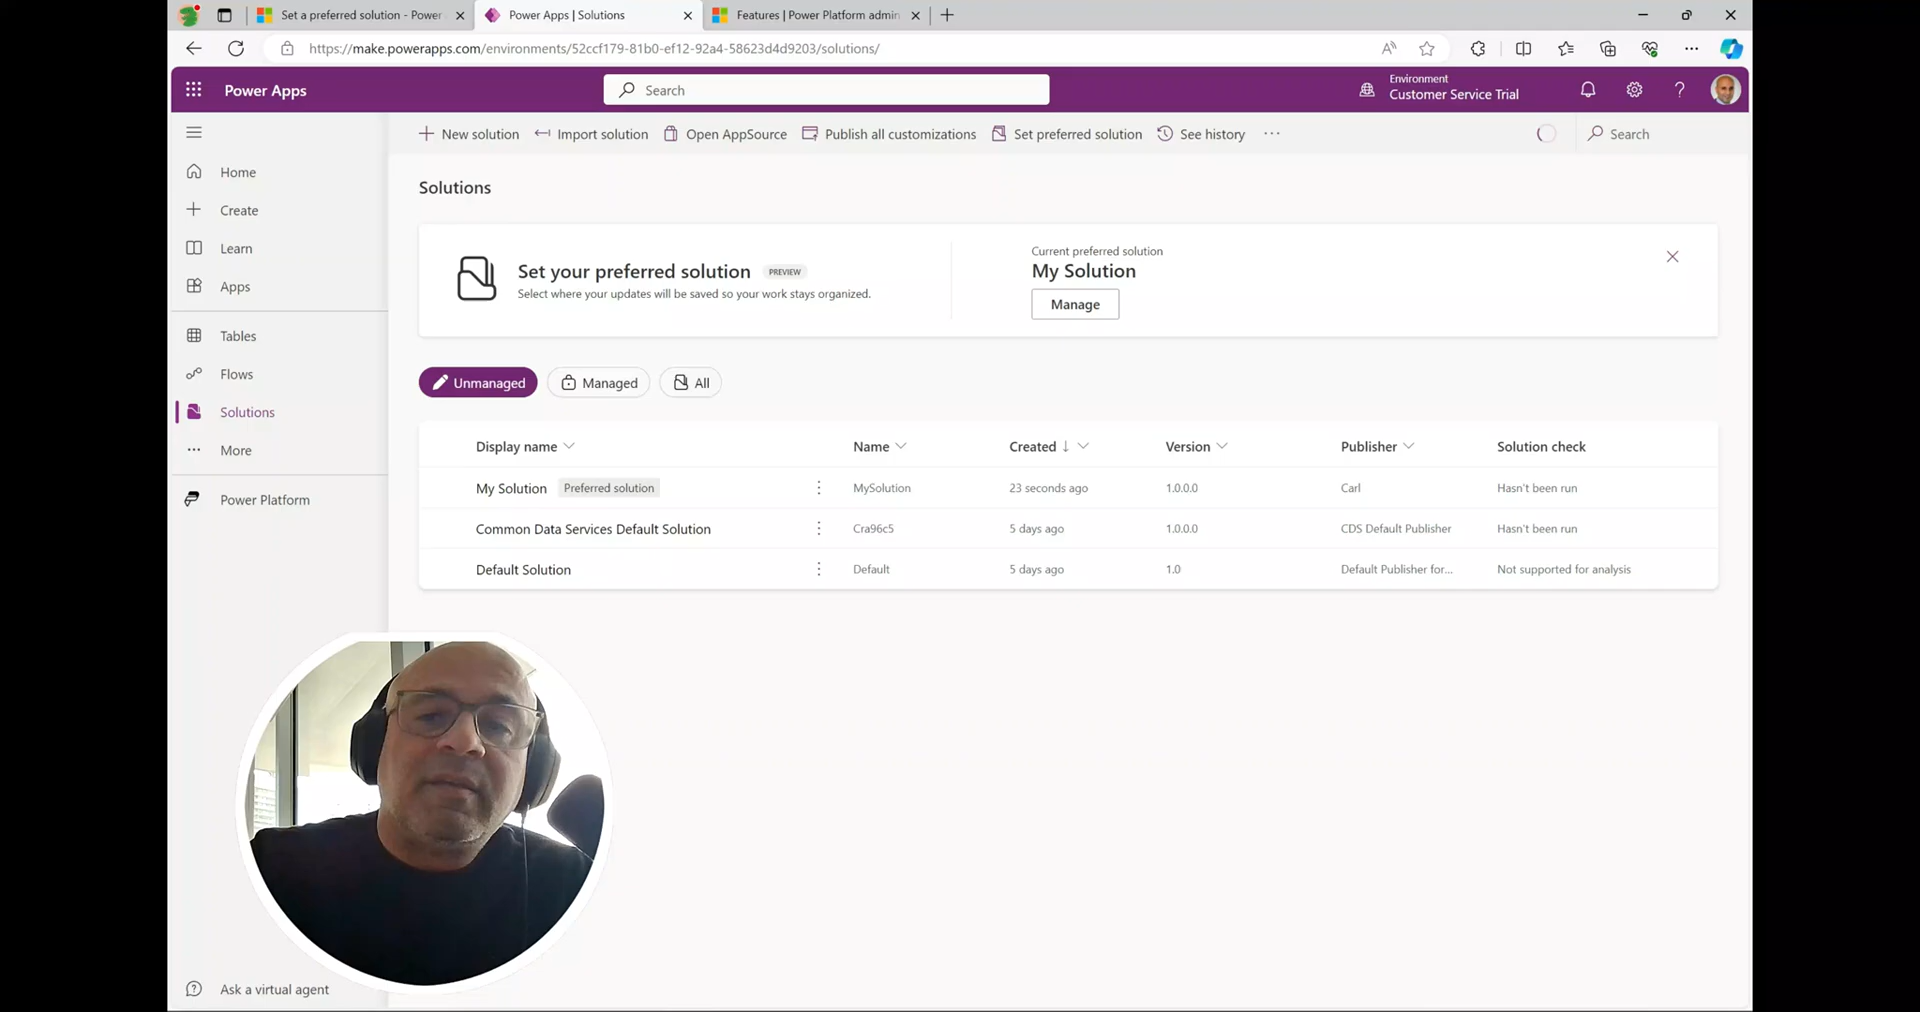 Set a preferred solution - Power
Power Apps | Solutions
Features | Power Platform admin
https://make.powerapps.com/environments/52ccf179-81b0-ef12-92a4-58623d4d9203/solutions/
Power Apps
Search
Environment
Customer Service Trial
New solution
Import solution
Open AppSource
Publish all customizations
Set preferred solution
See history
Search
Home
Create
Learn
Apps
Tables
Flows
Solutions
More
Power Platform
Ask a virtual agent
Solutions
Set your preferred solution PREVIEW
Select where your updates will be saved so your work stays organized.
Current preferred solution
My Solution
Manage
Unmanaged
Managed
All
Display name Name Created Version Publisher Solution check
My Solution Preferred solution MySolution 23 seconds ago 1.0.0.0 Carl Hasn't been run
Common Data Services Default Solution Cra96c5 5 days ago 1.0.0.0 CDS Default Publisher Hasn't been run
Default Solution Default 5 days ago 1.0 Default Publisher for... Not supported for analysis